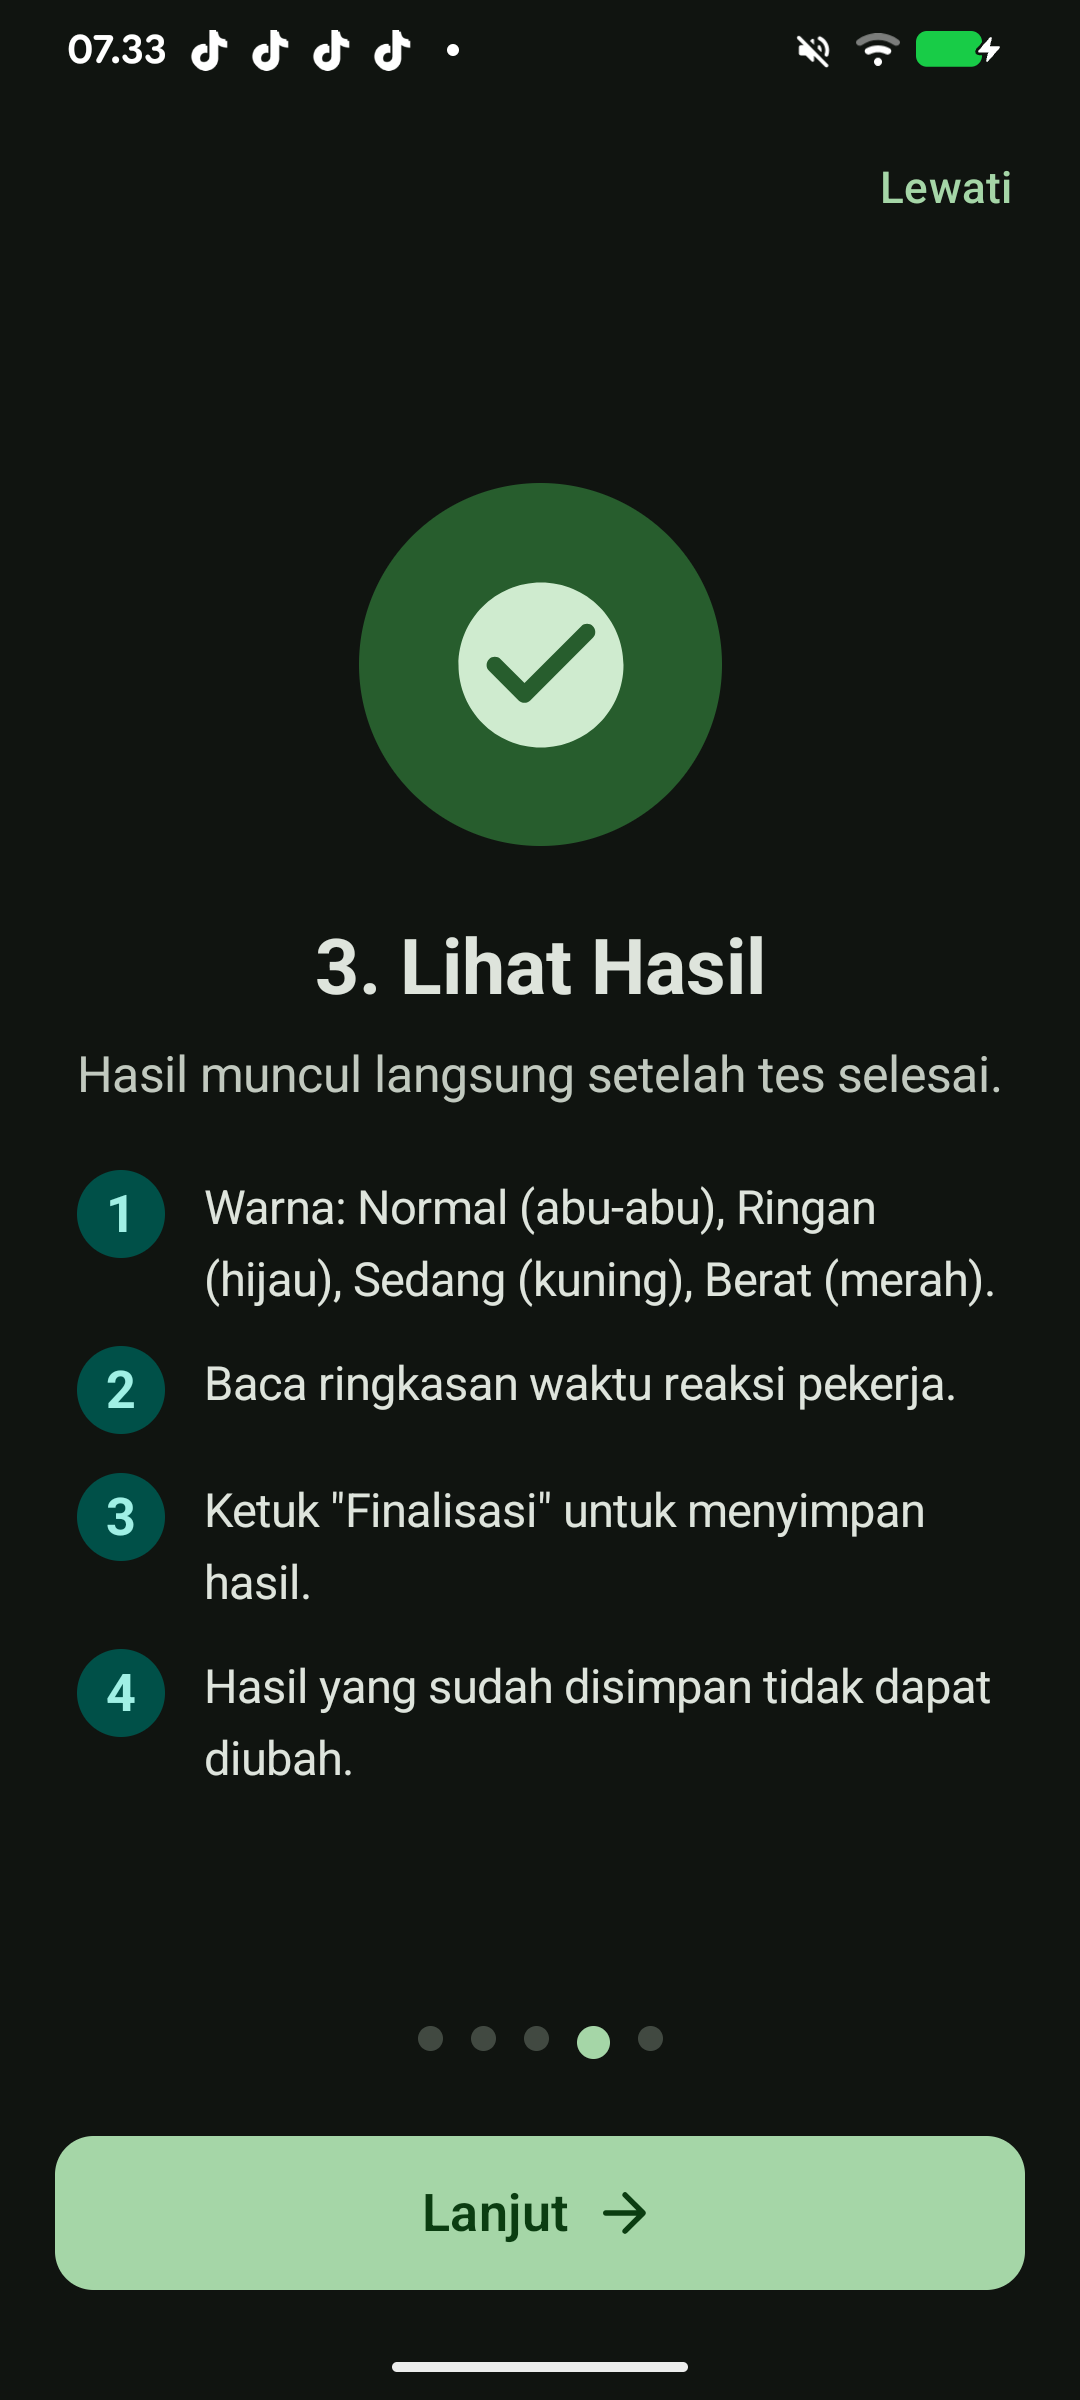 07.33
Lewati
3. Lihat Hasil
Hasil muncul langsung setelah tes selesai.
1
Warna: Normal (abu-abu), Ringan
(hijau), Sedang (kuning), Berat (merah).
2
Baca ringkasan waktu reaksi pekerja.
3
Ketuk "Finalisasi" untuk menyimpan
hasil.
4
Hasil yang sudah disimpan tidak dapat
diubah.
Lanjut